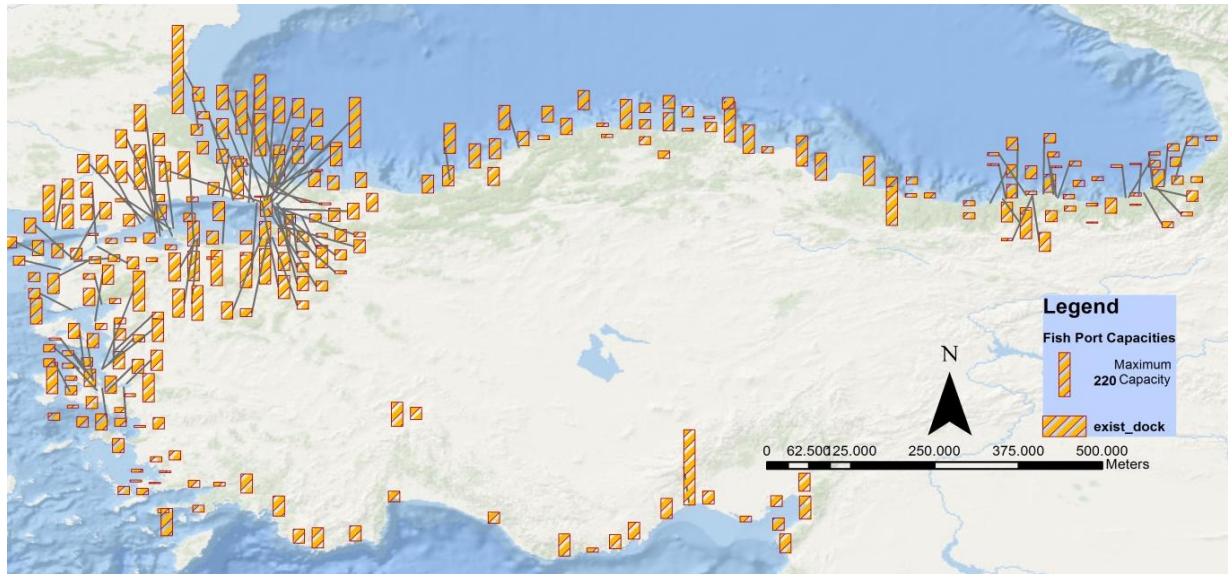 Legend
Fish Port Capacities
Maximum
220 Capacity
exist_dock
N
0 62.500 125.000 250.000 375.000 500.000
Meters